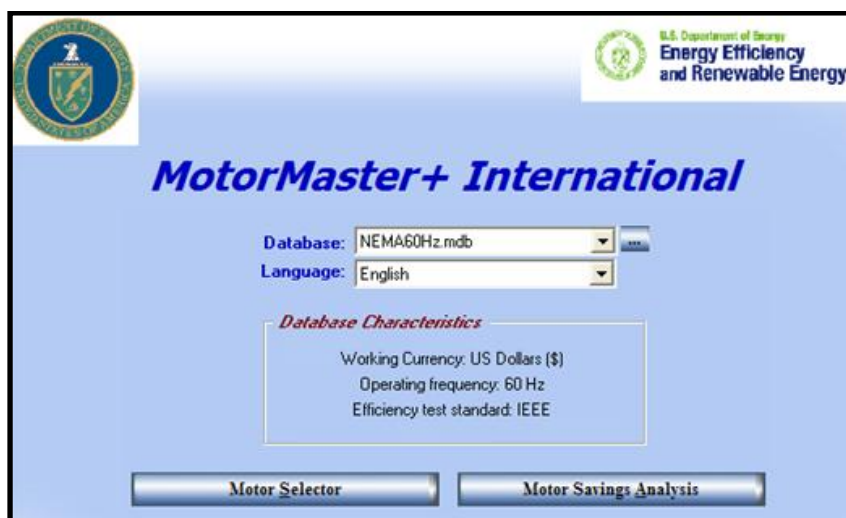 U.S. Department of Energy
Energy Efficiency
and Renewable Energy
MotorMaster+ International
Database: NEMA60Hz.mdb ...
Language: English
Database Characteristics
Working Currency: US Dollars ($)
Operating frequency: 60 Hz
Efficiency test standard: IEEE
Motor Selector
Motor Savings Analysis